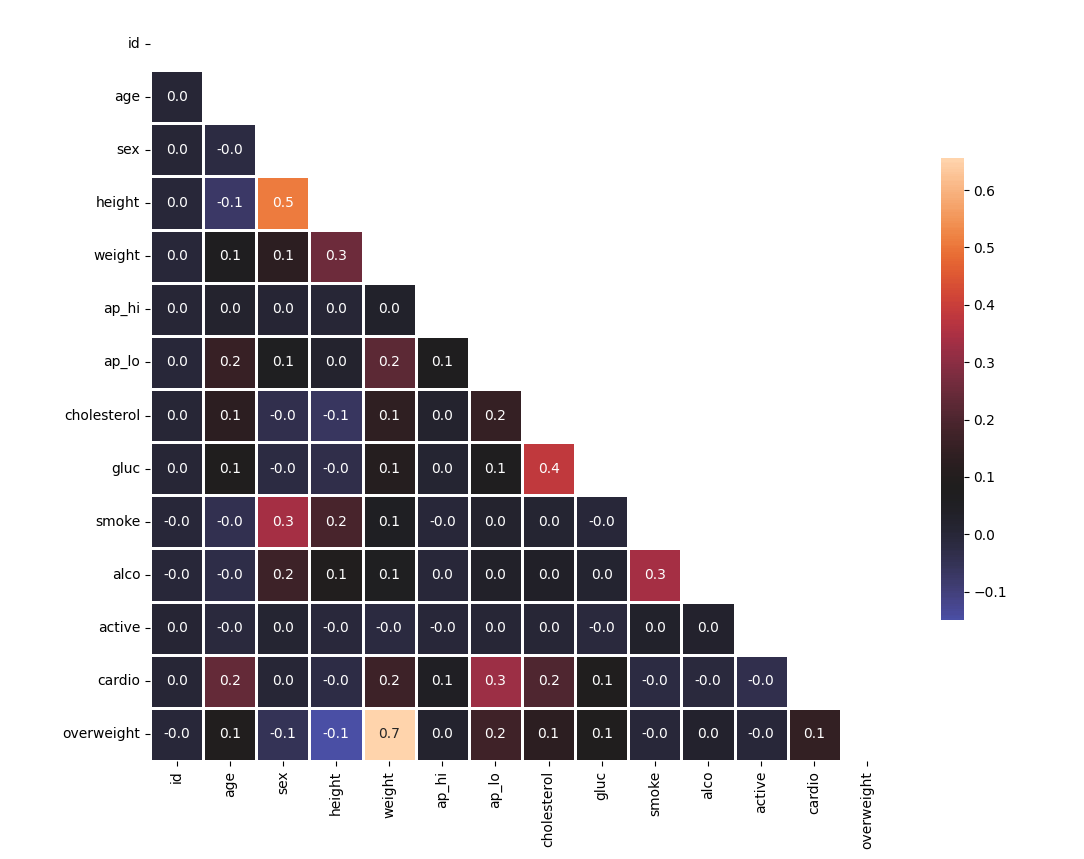 id
age 0.0
sex 0.0 -0.0
height 0.0 -0.1 0.5
weight 0.0 0.1 0.1 0.3
ap_hi 0.0 0.0 0.0 0.0 0.0
ap_lo 0.0 0.2 0.1 0.0 0.2 0.1
cholesterol 0.0 0.1 -0.0 -0.1 0.1 0.0 0.2
gluc 0.0 0.1 -0.0 -0.0 0.1 0.0 0.1 0.4
smoke -0.0 -0.0 0.3 0.2 0.1 -0.0 0.0 0.0 -0.0
alco -0.0 -0.0 0.2 0.1 0.1 0.0 0.0 0.0 0.0 0.3
active 0.0 -0.0 0.0 -0.0 -0.0 -0.0 0.0 0.0 -0.0 0.0 0.0
cardio 0.0 0.2 0.0 -0.0 0.2 0.1 0.3 0.2 0.1 -0.0 -0.0 -0.0
overweight -0.0 0.1 -0.1 -0.1 0.7 0.0 0.2 0.1 0.1 -0.0 0.0 -0.0 0.1
id age sex height weight ap_hi ap_lo cholesterol gluc smoke alco active cardio overweight
0.6
0.5
0.4
0.3
0.2
0.1
0.0
−0.1